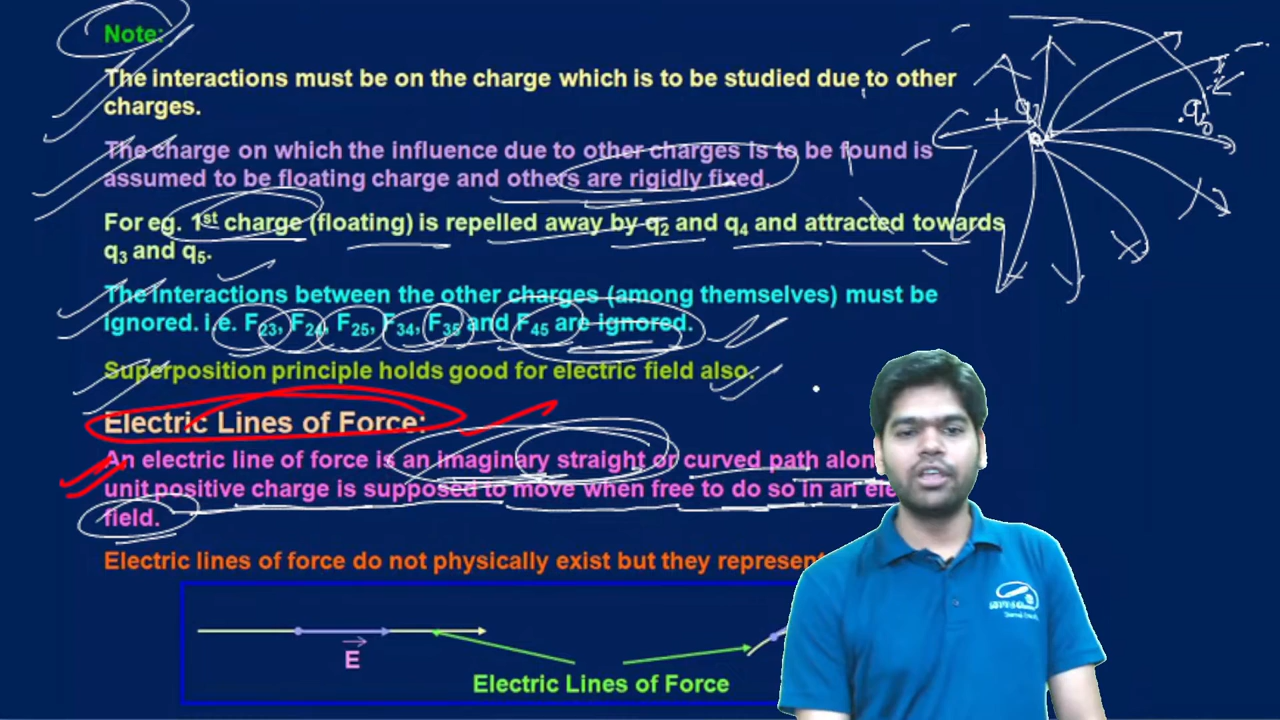 Note:
The interactions must be on the charge which is to be studied due to other
charges.
The charge on which the influence due to other charges is to be found is
assumed to be floating charge and others are rigidly fixed.
For eg. 1st charge (floating) is repelled away by q2 and q4 and attracted towards
q3 and q5.
The interactions between the other charges (among themselves) must be
ignored. i.e. F23, F24, F25, F34, F35 and F45 are ignored.
Superposition principle holds good for electric field also.
Electric Lines of Force:
An electric line of force is an imaginary straight or curved path
unit positive charge is supposed to move when free to do so in an
field.
Electric lines of force do not physically exist but they represent
E
Electric Lines of Force
q0